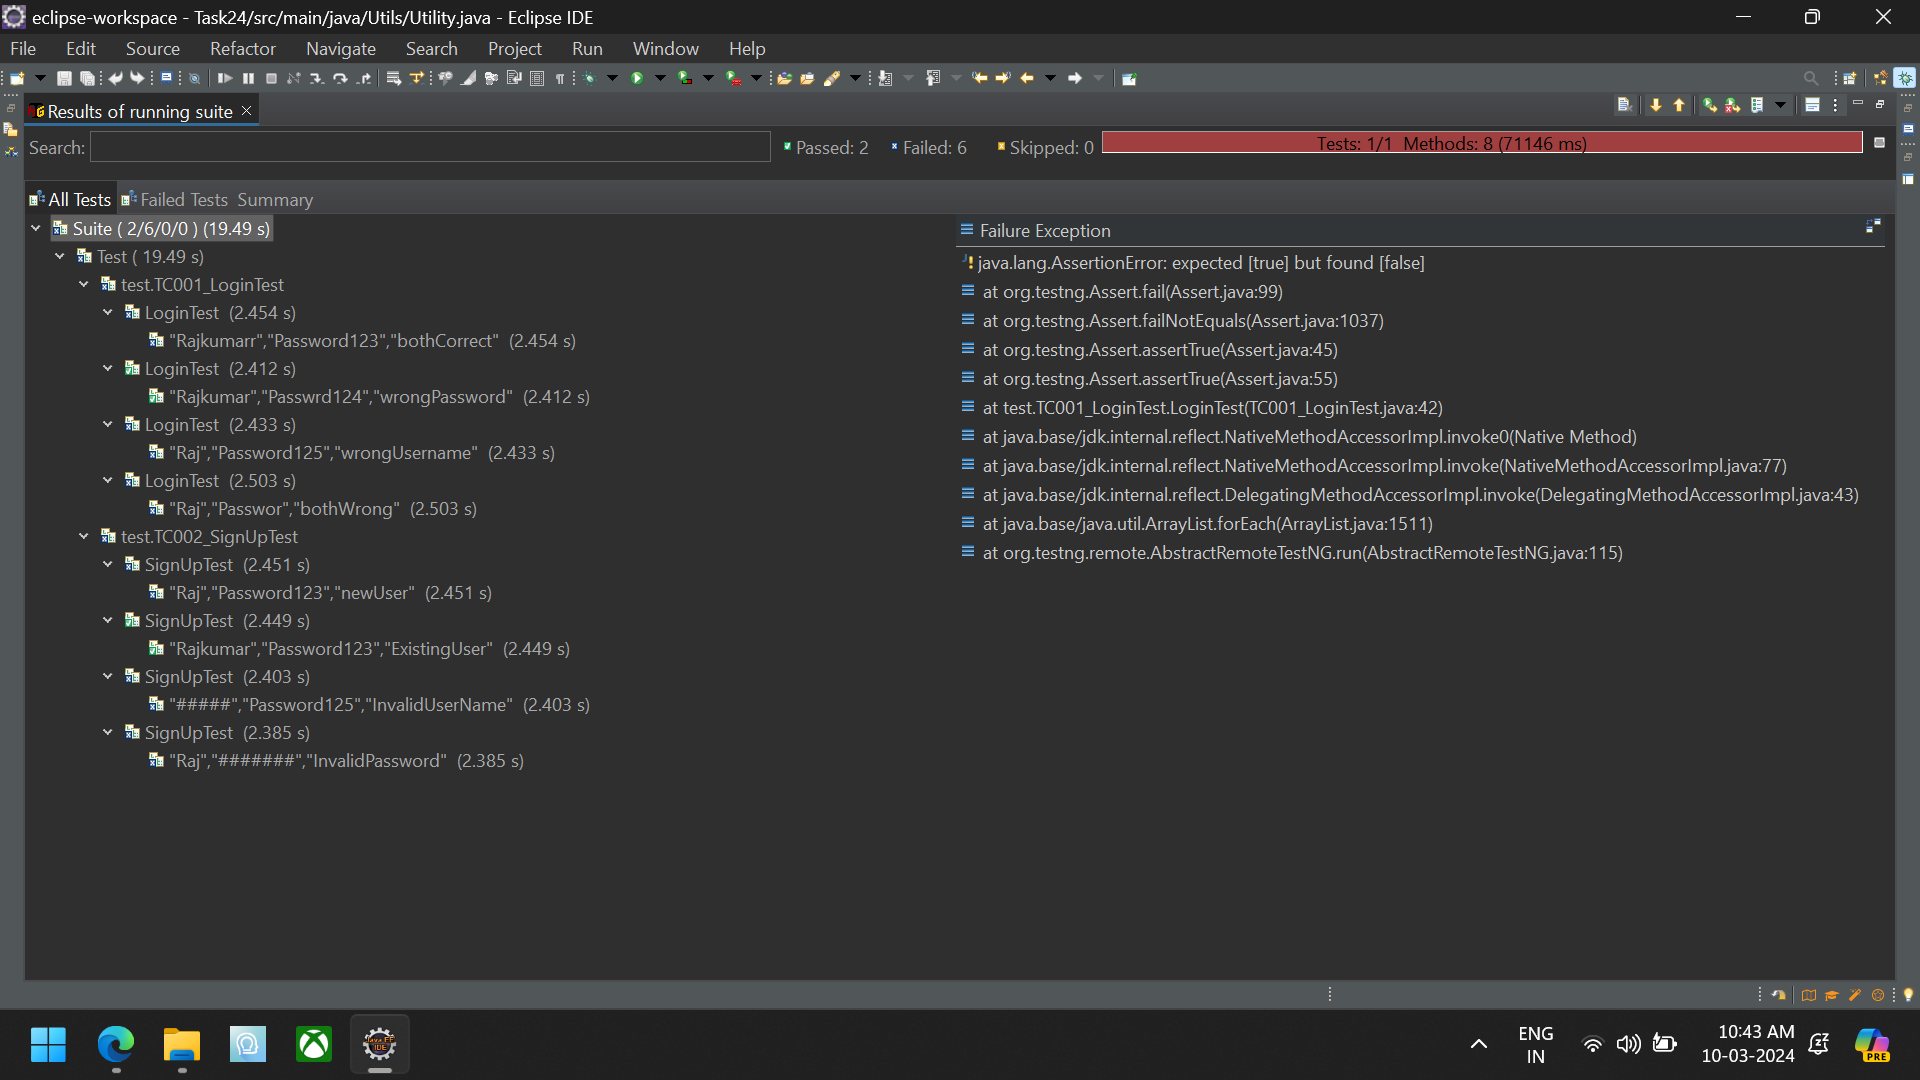 eclipse-workspace - Task24/src/main/java/Utils/Utility.java - Eclipse IDE
File Edit Source Refactor Navigate Search Project Run Window Help
Results of running suite
Search: Passed: 2 Failed: 6 Skipped: 0 Tests: 1/1 Methods: 8 (71146 ms)
All Tests Failed Tests Summary
Suite ( 2/6/0/0 ) (19.49 s)
Test ( 19.49 s)
test.TC001_LoginTest
LoginTest (2.454 s)
"Rajkumarr","Password123","bothCorrect" (2.454 s)
LoginTest (2.412 s)
"Rajkumar","Passwrd124","wrongPassword" (2.412 s)
LoginTest (2.433 s)
"Raj","Password125","wrongUsername" (2.433 s)
LoginTest (2.503 s)
"Raj","Passwor","bothWrong" (2.503 s)
test.TC002_SignUpTest
SignUpTest (2.451 s)
"Raj","Password123","newUser" (2.451 s)
SignUpTest (2.449 s)
"Rajkumar","Password123","ExistingUser" (2.449 s)
SignUpTest (2.403 s)
"#####","Password125","InvalidUserName" (2.403 s)
SignUpTest (2.385 s)
"Raj","#######","InvalidPassword" (2.385 s)
Failure Exception
java.lang.AssertionError: expected [true] but found [false]
at org.testng.Assert.fail(Assert.java:99)
at org.testng.Assert.failNotEquals(Assert.java:1037)
at org.testng.Assert.assertTrue(Assert.java:45)
at org.testng.Assert.assertTrue(Assert.java:55)
at test.TC001_LoginTest.LoginTest(TC001_LoginTest.java:42)
at java.base/jdk.internal.reflect.NativeMethodAccessorImpl.invoke0(Native Method)
at java.base/jdk.internal.reflect.NativeMethodAccessorImpl.invoke(NativeMethodAccessorImpl.java:77)
at java.base/jdk.internal.reflect.DelegatingMethodAccessorImpl.invoke(DelegatingMethodAccessorImpl.java:43)
at java.base/java.util.ArrayList.forEach(ArrayList.java:1511)
at org.testng.remote.AbstractRemoteTestNG.run(AbstractRemoteTestNG.java:115)
Java EE
IDE
ENG
IN
10:43 AM
10-03-2024
PRE